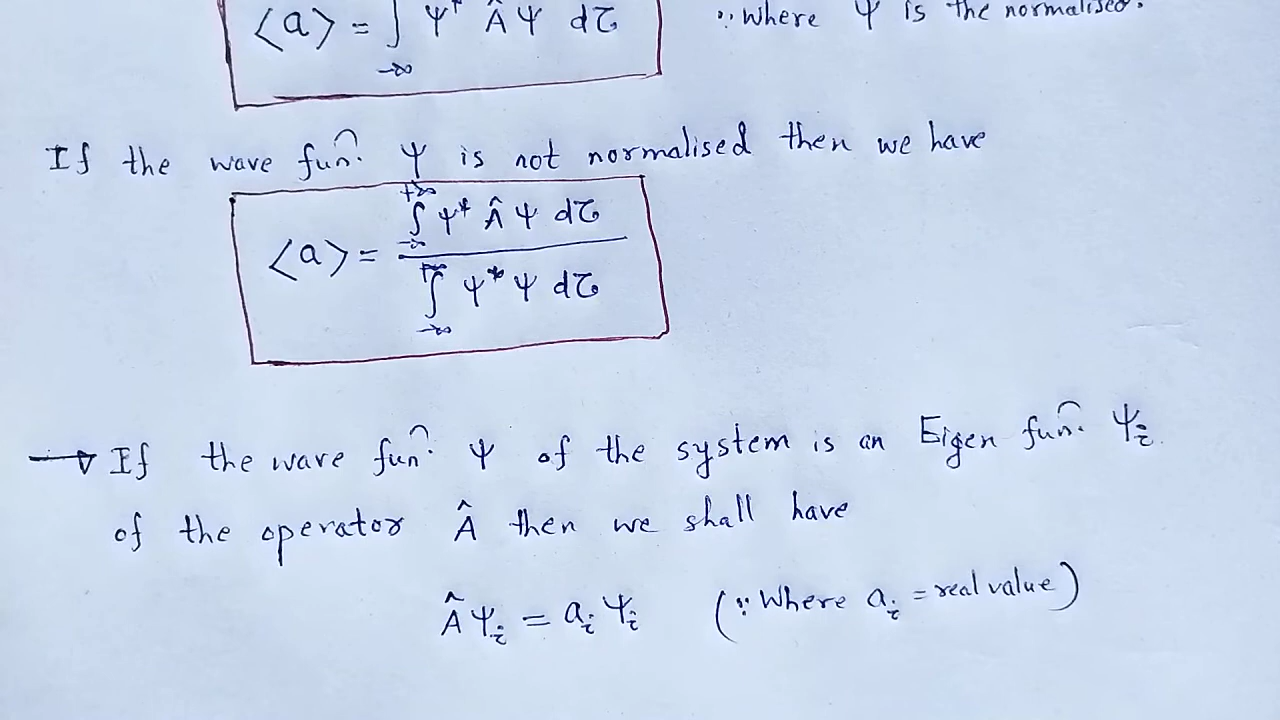 ⟨a⟩ = ∫ Ψ* Â Ψ dτ ∵ where Ψ is the normalised.
-∞
If the wave fun̂. Ψ is not normalised then we have
⟨a⟩ = ∫_{-∞}^{+∞} Ψ* Â Ψ dτ / ∫_{-∞}^{+∞} Ψ* Ψ dτ
→ If the wave fun̂. Ψ of the system is an Eigen fun̂. Ψᵢ
of the operator Â then we shall have
Â Ψᵢ = aᵢ Ψᵢ (∵ Where aᵢ = real value)